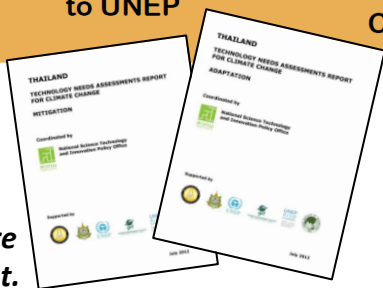 to UNEP
C
THAILAND
TECHNOLOGY NEEDS ASSESSMENTS REPORT
FOR CLIMATE CHANGE
MITIGATION
Coordinated by
National Science Technology
and Innovation Policy Office
Supported by
July 2012
THAILAND
TECHNOLOGY NEEDS ASSESSMENTS REPORT
FOR CLIMATE CHANGE
ADAPTATION
Coordinated by
National Science Technology
and Innovation Policy Office
Supported by
July 2012
re
t.